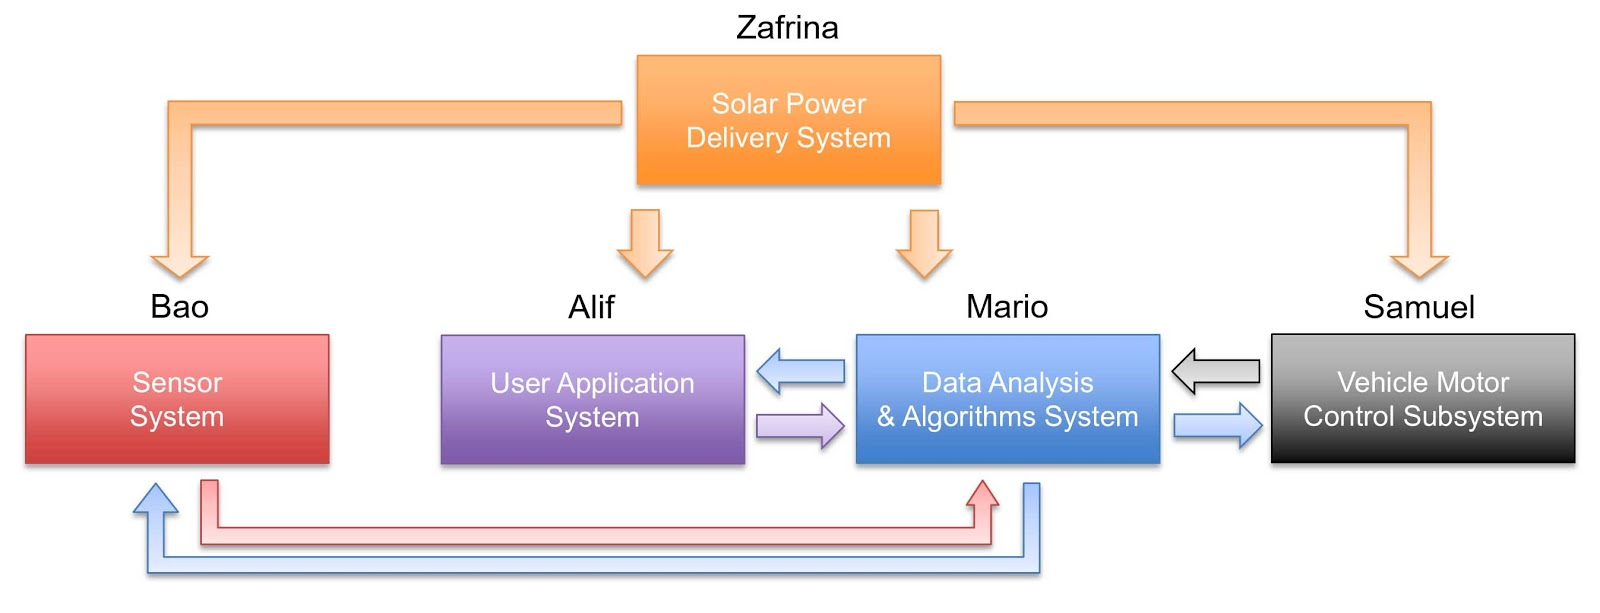 Zafrina
Solar Power
Delivery System
Bao
Alif
Mario
Samuel
Sensor
System
User Application
System
Data Analysis
& Algorithms System
Vehicle Motor
Control Subsystem